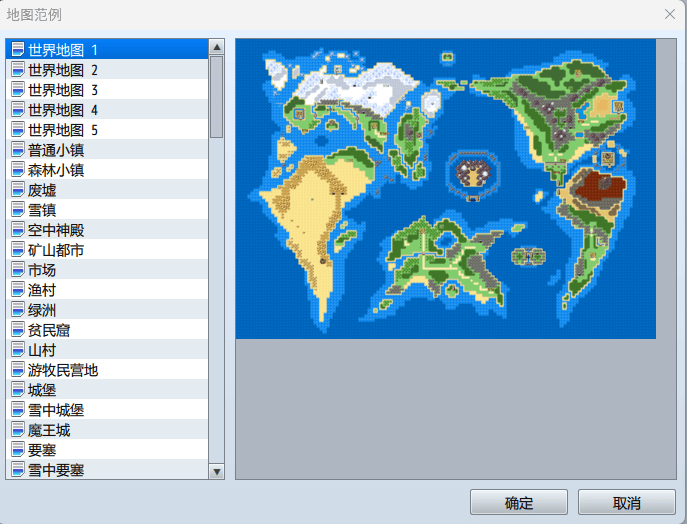 地图范例
世界地图 1
世界地图 2
世界地图 3
世界地图 4
世界地图 5
普通小镇
森林小镇
废墟
雪镇
空中神殿
矿山都市
市场
渔村
绿洲
贫民窟
山村
游牧民营地
城堡
雪中城堡
魔王城
要塞
雪中要塞
确定
取消